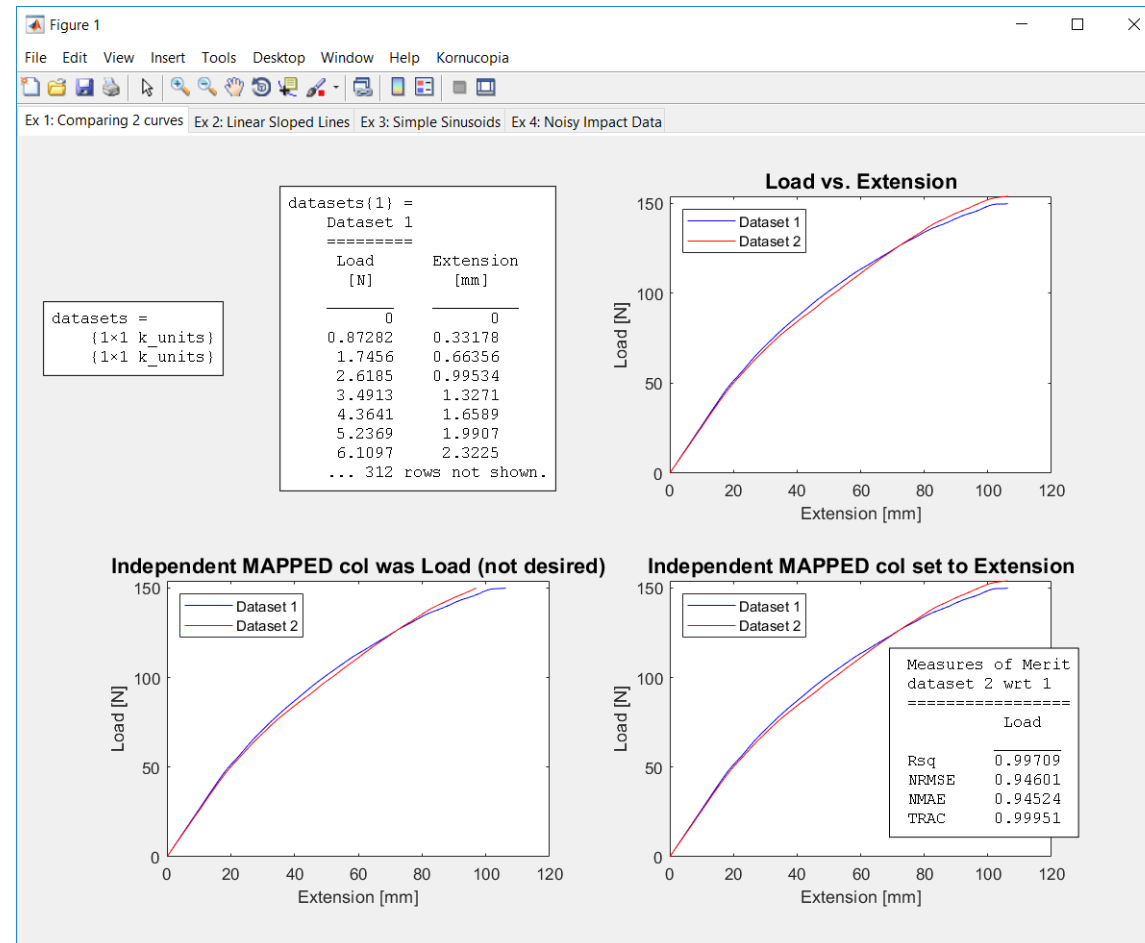 Figure 1
File Edit View Insert Tools Desktop Window Help Kornucopia
Ex 1: Comparing 2 curves Ex 2: Linear Sloped Lines Ex 3: Simple Sinusoids Ex 4: Noisy Impact Data
datasets =
{1×1 k_units}
{1×1 k_units}
datasets{1} =
Dataset 1
=========
Load Extension
[N] [mm]
0 0
0.87282 0.33178
1.7456 0.66356
2.6185 0.99534
3.4913 1.3271
4.3641 1.6589
5.2369 1.9907
6.1097 2.3225
... 312 rows not shown.
Load vs. Extension
Dataset 1
Dataset 2
150
100
50
0
Load [N]
0 20 40 60 80 100 120
Extension [mm]
Independent MAPPED col was Load (not desired)
Dataset 1
Dataset 2
150
100
50
0
Load [N]
0 20 40 60 80 100 120
Extension [mm]
Independent MAPPED col set to Extension
Dataset 1
Dataset 2
150
100
50
0
Load [N]
0 20 40 60 80 100 120
Extension [mm]
Measures of Merit
dataset 2 wrt 1
=================
Load
Rsq 0.99709
NRMSE 0.94601
NMAE 0.94524
TRAC 0.99951